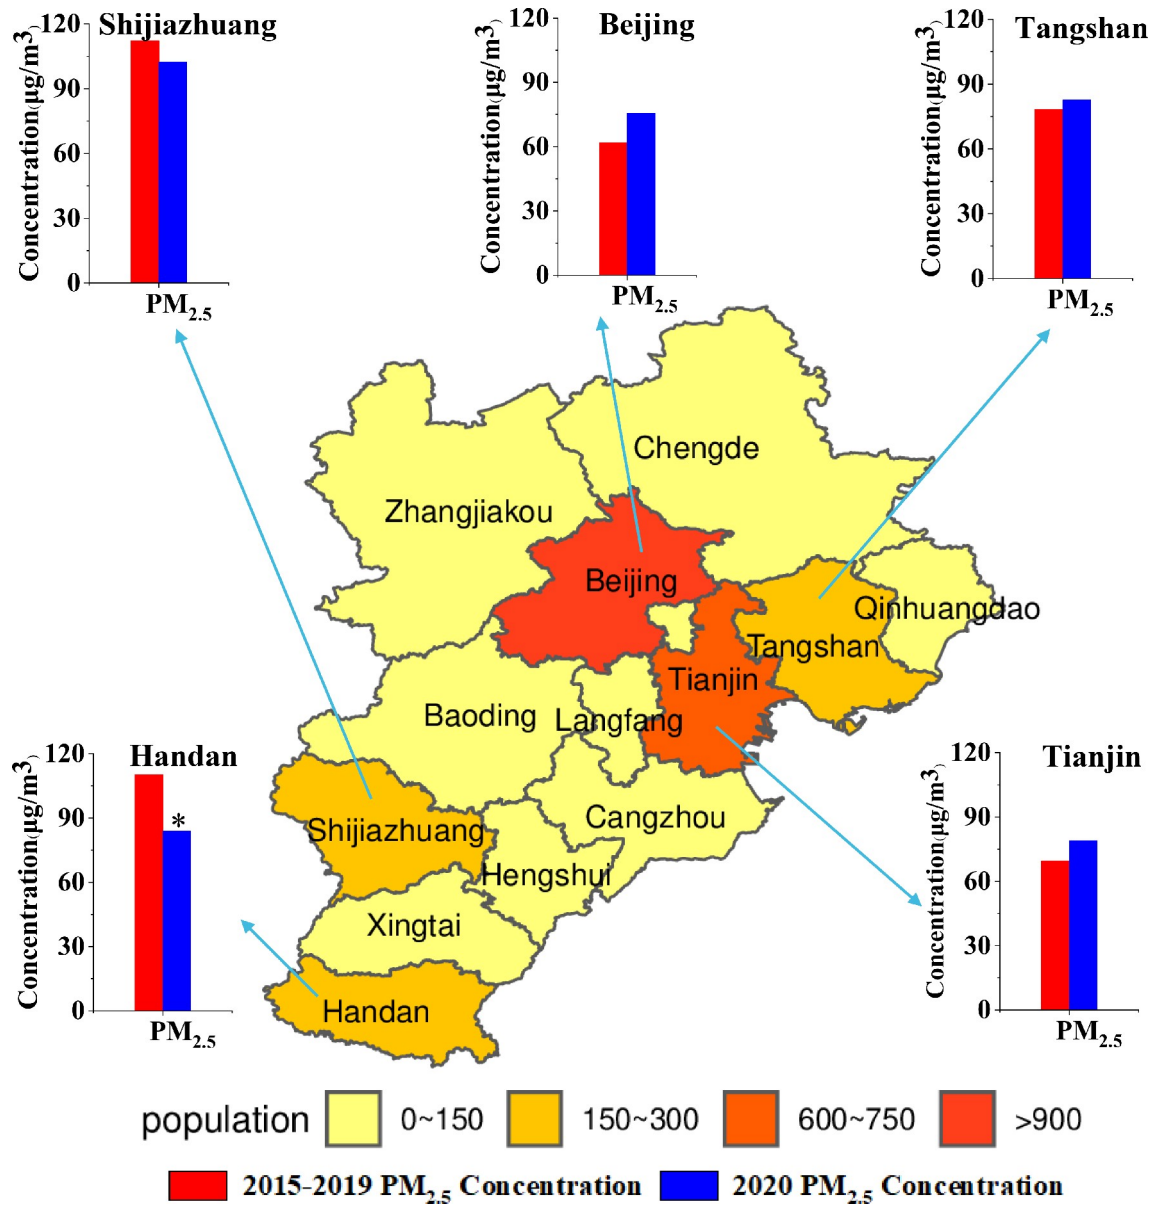 Shijiazhuang
Concentration(μg/m3)
120
90
60
30
0
PM2.5
Beijing
Concentration(μg/m3)
120
90
60
30
0
PM2.5
Tangshan
Concentration(μg/m3)
120
90
60
30
0
PM2.5
Chengde
Zhangjiakou
Beijing
Qinhuangdao
Tangshan
Tianjin
Baoding
Langfang
Cangzhou
Shijiazhuang
Hengshui
Xingtai
Handan
Handan
Concentration(μg/m3)
120
90
60
30
0
*
PM2.5
Tianjin
Concentration(μg/m3)
120
90
60
30
0
PM2.5
population 0~150 150~300 600~750 >900
2015-2019 PM2.5 Concentration 2020 PM2.5 Concentration